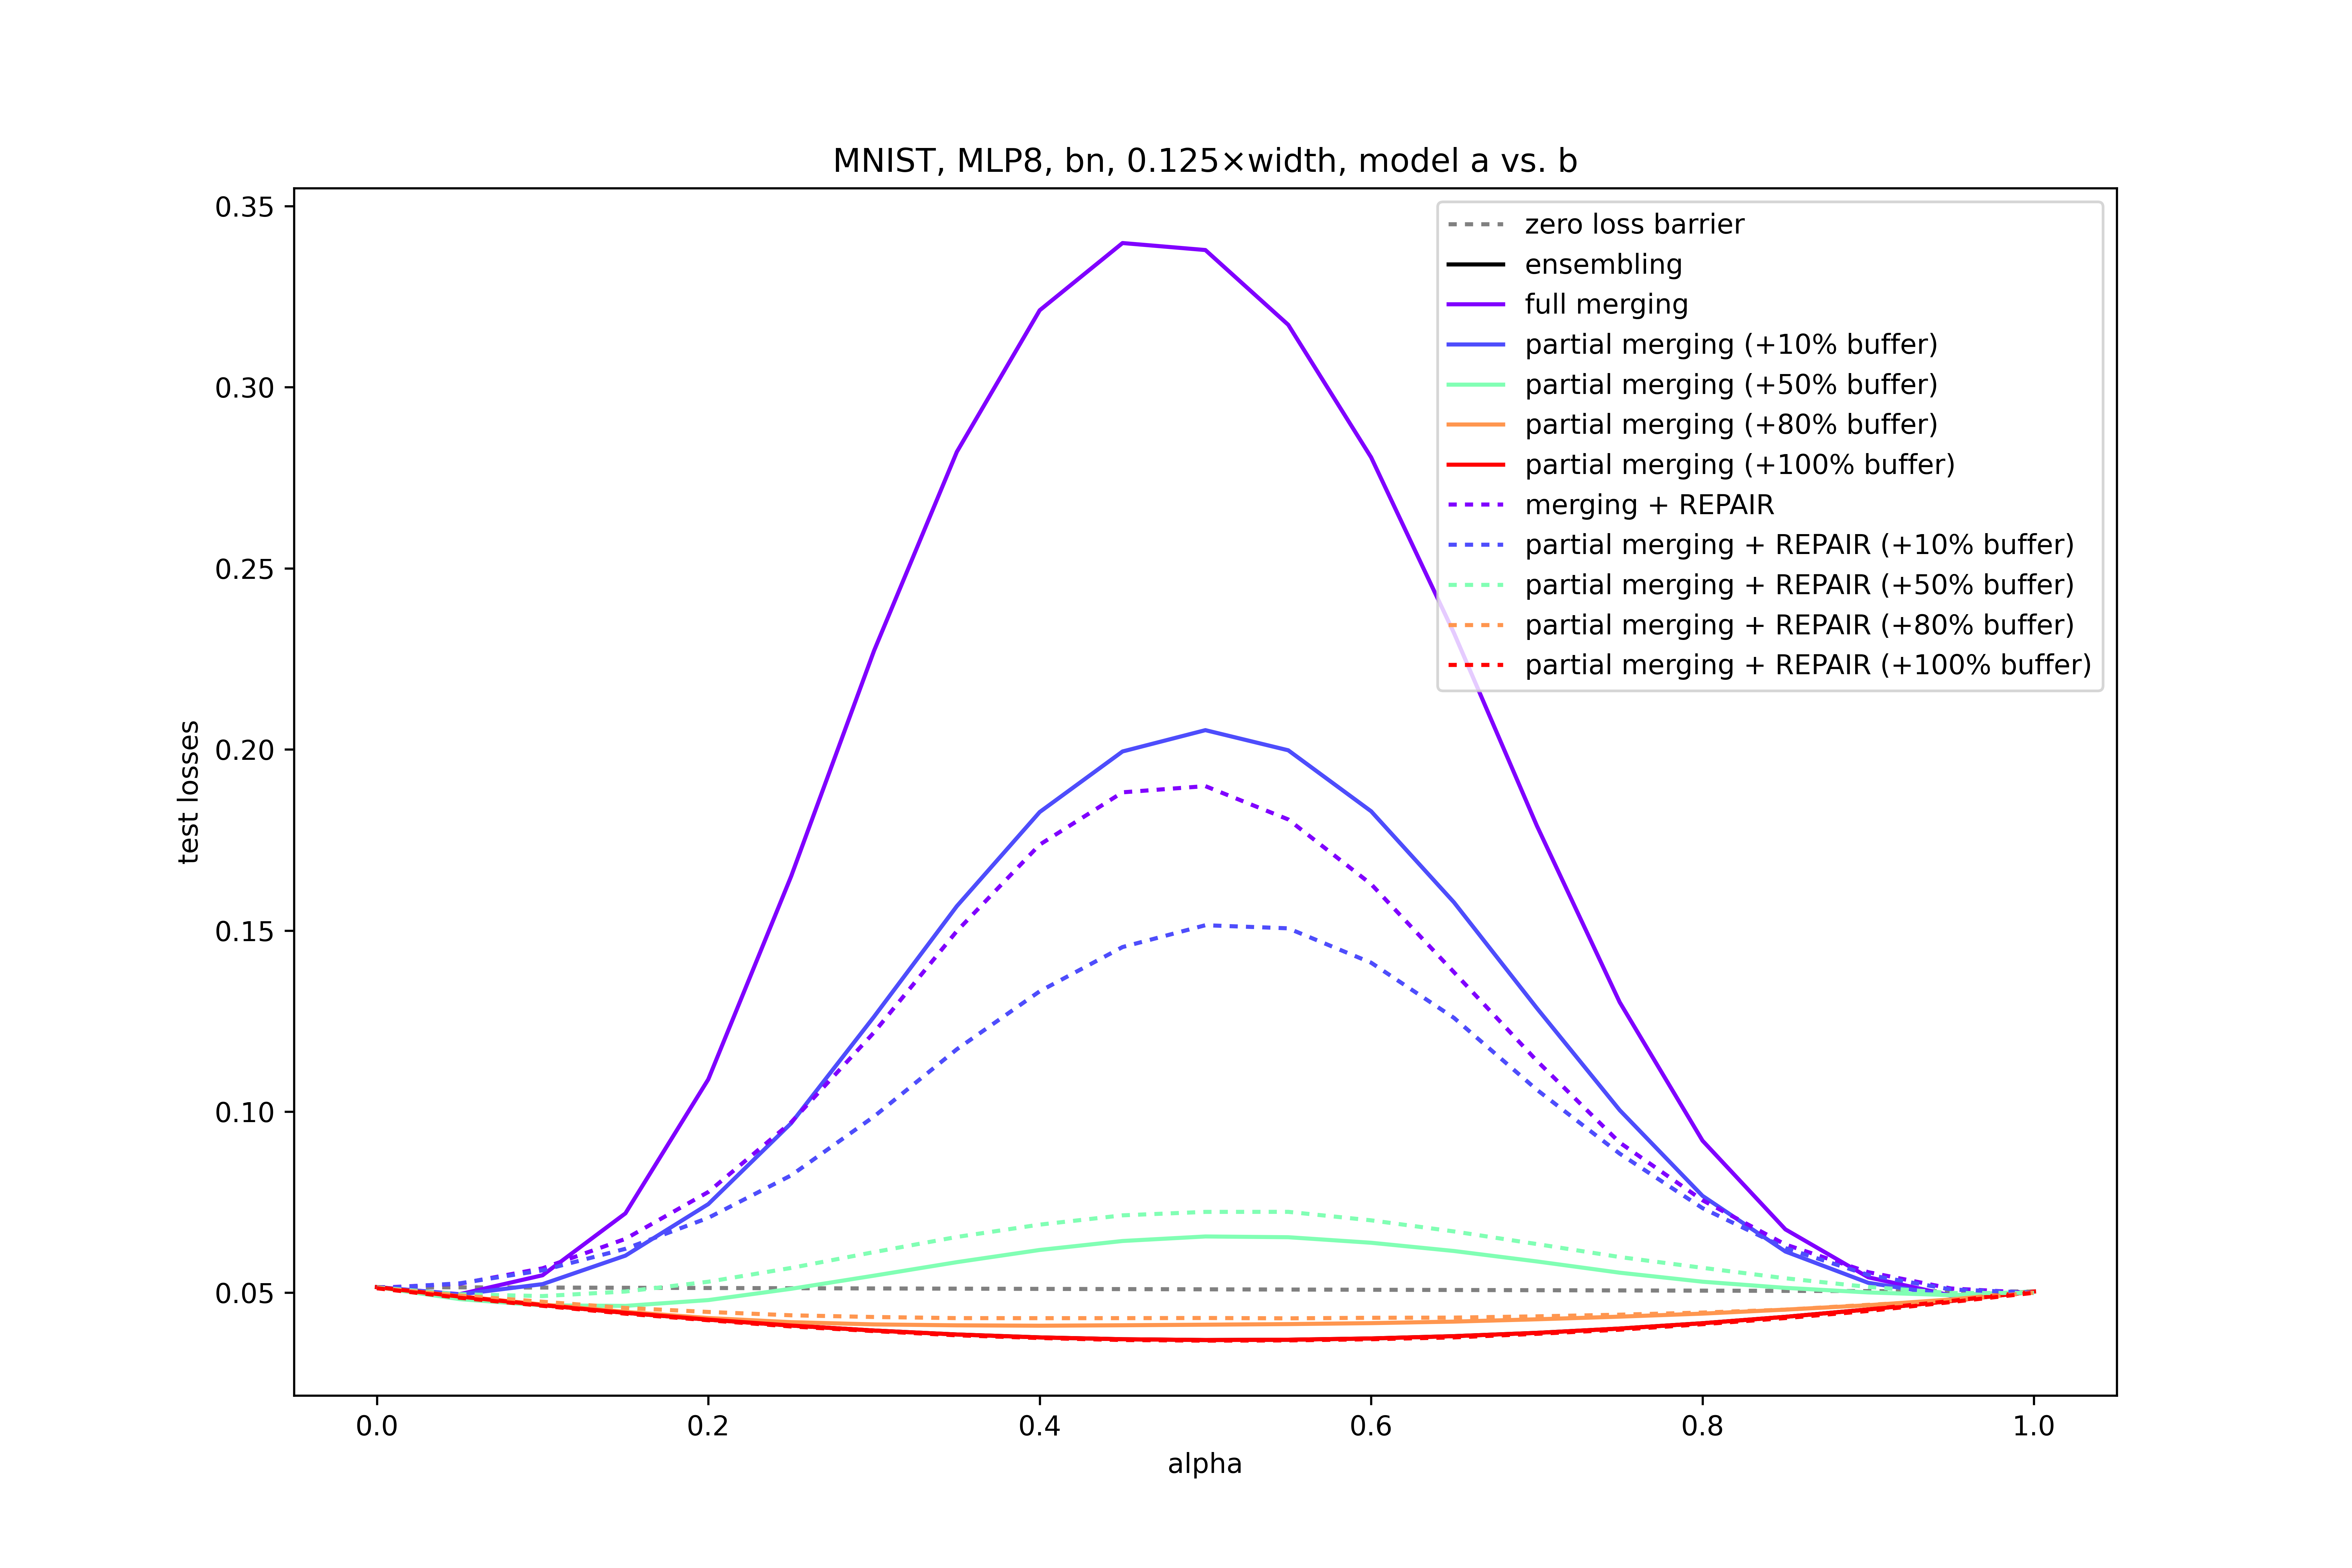 MNIST, MLP8, bn, 0.125×width, model a vs. b
0.35
0.30
0.25
0.20
0.15
0.10
0.05
test losses
zero loss barrier
ensembling
full merging
partial merging (+10% buffer)
partial merging (+50% buffer)
partial merging (+80% buffer)
partial merging (+100% buffer)
merging + REPAIR
partial merging + REPAIR (+10% buffer)
partial merging + REPAIR (+50% buffer)
partial merging + REPAIR (+80% buffer)
partial merging + REPAIR (+100% buffer)
0.0 0.2 0.4 0.6 0.8 1.0
alpha